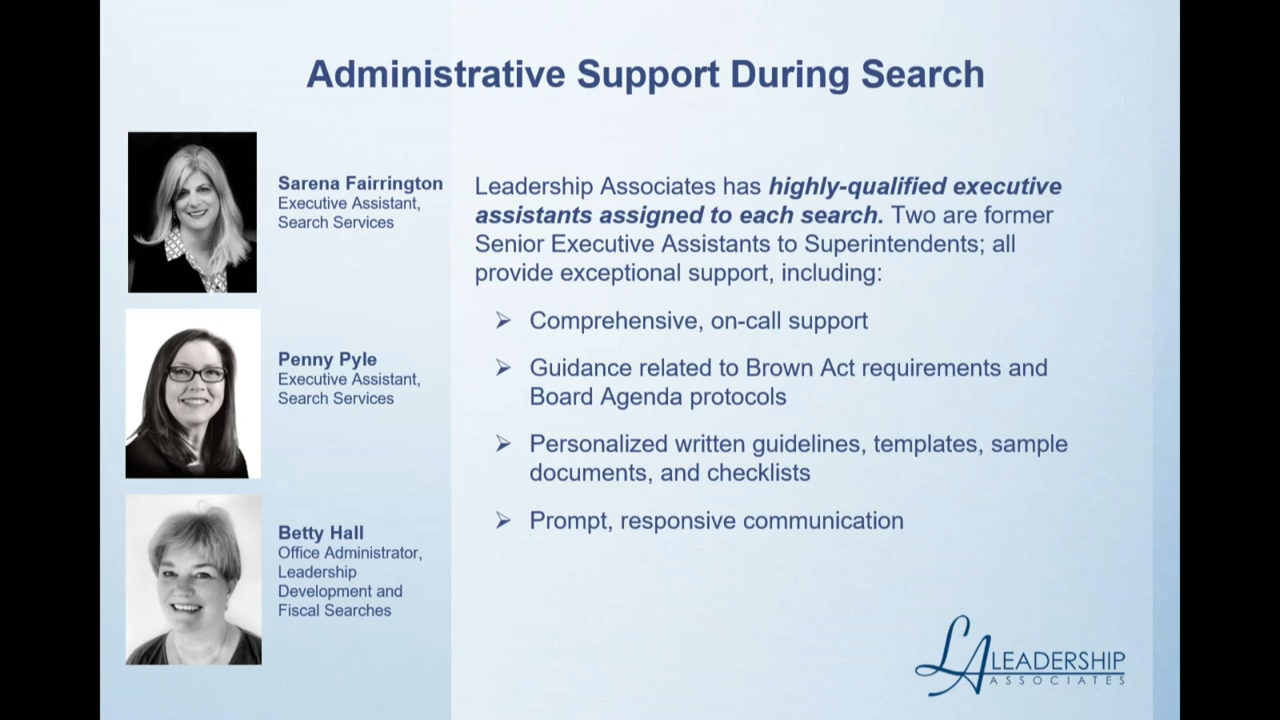 Administrative Support During Search
Sarena Fairrington
Executive Assistant,
Search Services
Penny Pyle
Executive Assistant,
Search Services
Betty Hall
Office Administrator,
Leadership
Development and
Fiscal Searches
Leadership Associates has highly-qualified executive
assistants assigned to each search. Two are former
Senior Executive Assistants to Superintendents; all
provide exceptional support, including:
➢ Comprehensive, on-call support
➢ Guidance related to Brown Act requirements and
Board Agenda protocols
➢ Personalized written guidelines, templates, sample
documents, and checklists
➢ Prompt, responsive communication
LA LEADERSHIP
ASSOCIATES